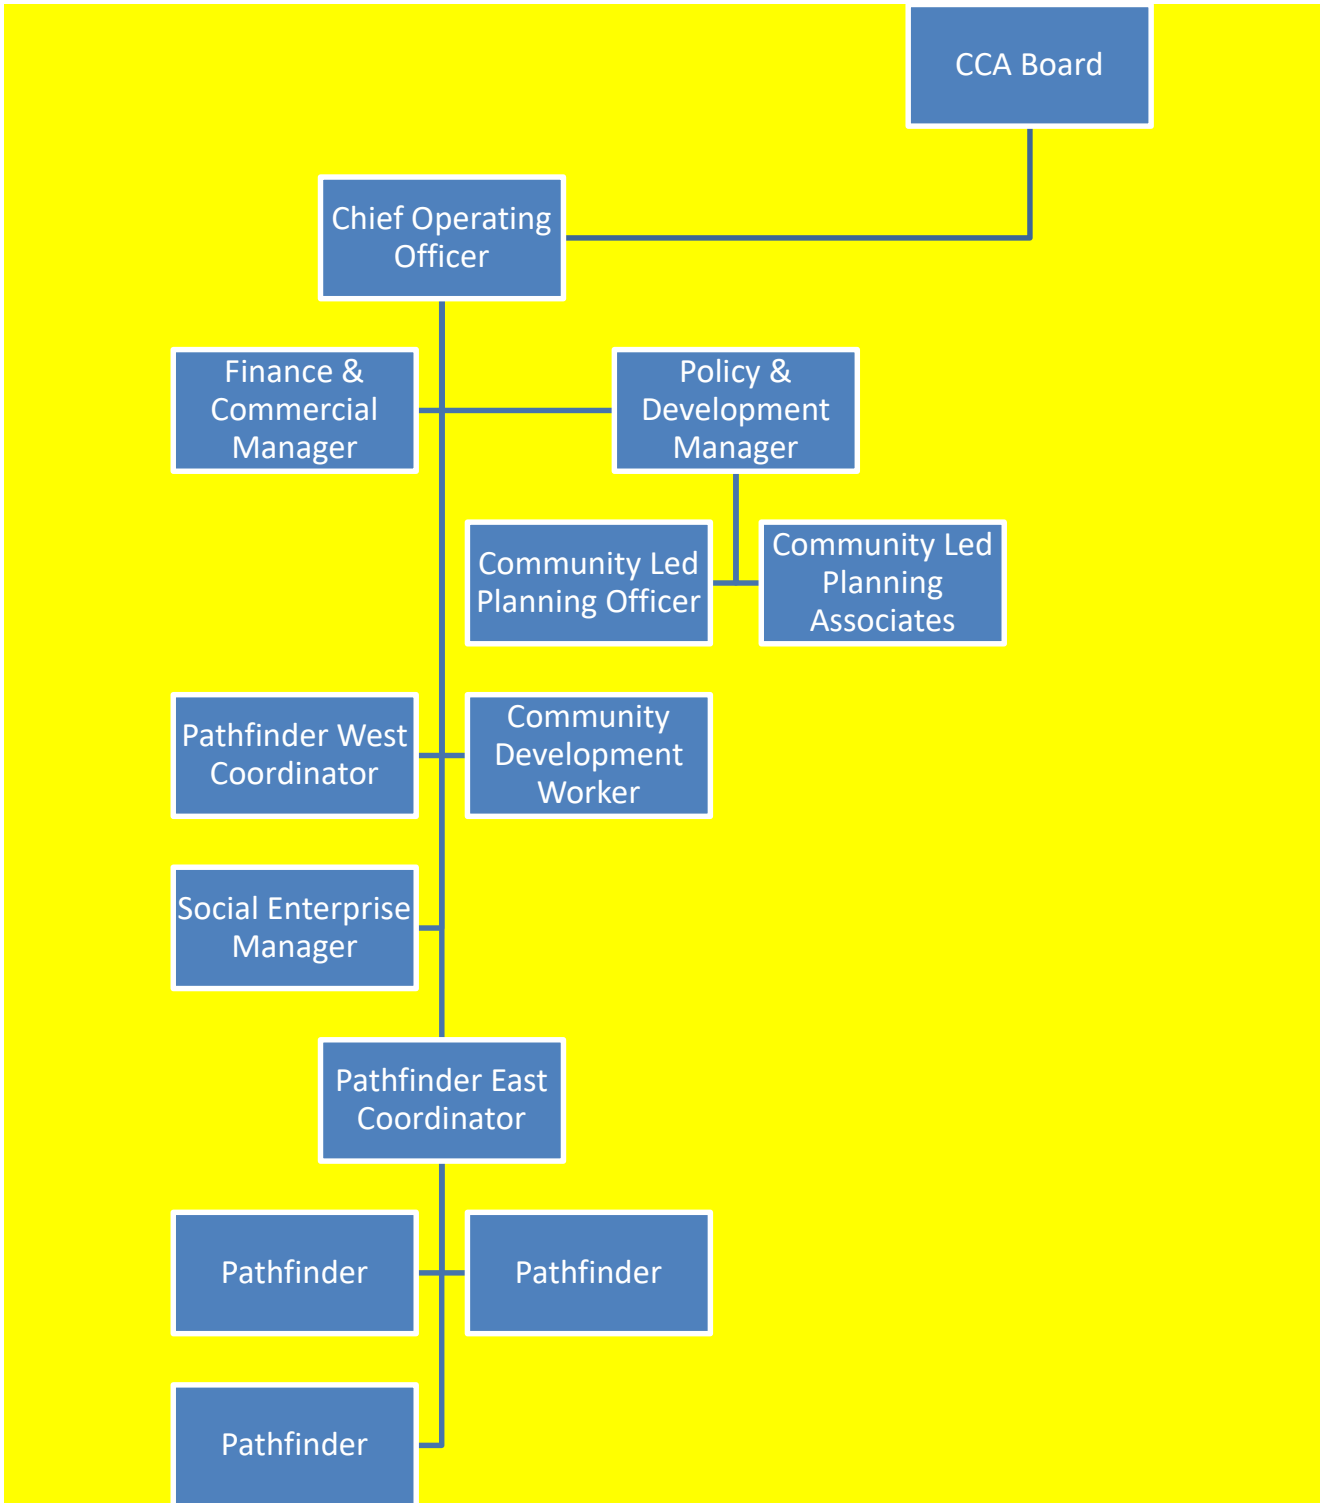 CCA Board
Chief Operating
Officer
Finance &
Commercial
Manager
Policy &
Development
Manager
Community Led
Planning Officer
Community Led
Planning
Associates
Pathfinder West
Coordinator
Community
Development
Worker
Social Enterprise
Manager
Pathfinder East
Coordinator
Pathfinder
Pathfinder
Pathfinder